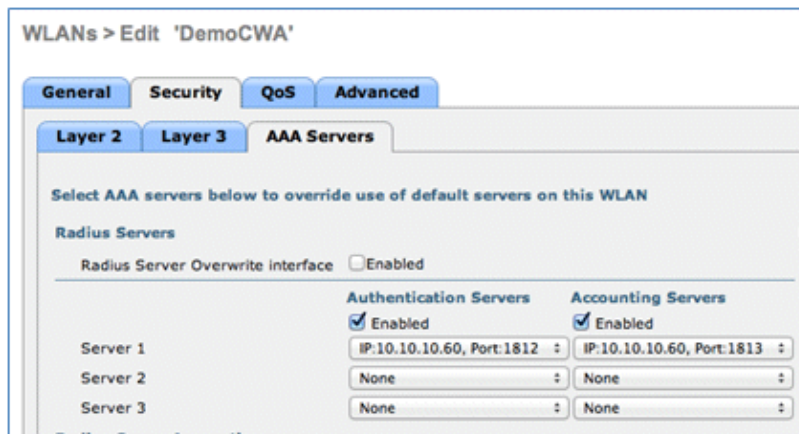 WLANs > Edit 'DemoCWA'
General Security QoS Advanced
Layer 2 Layer 3 AAA Servers
Select AAA servers below to override use of default servers on this WLAN
Radius Servers
Radius Server Overwrite interface Enabled
Authentication Servers Accounting Servers
Enabled Enabled
Server 1 IP:10.10.10.60, Port:1812 IP:10.10.10.60, Port:1813
Server 2 None None
Server 3 None None